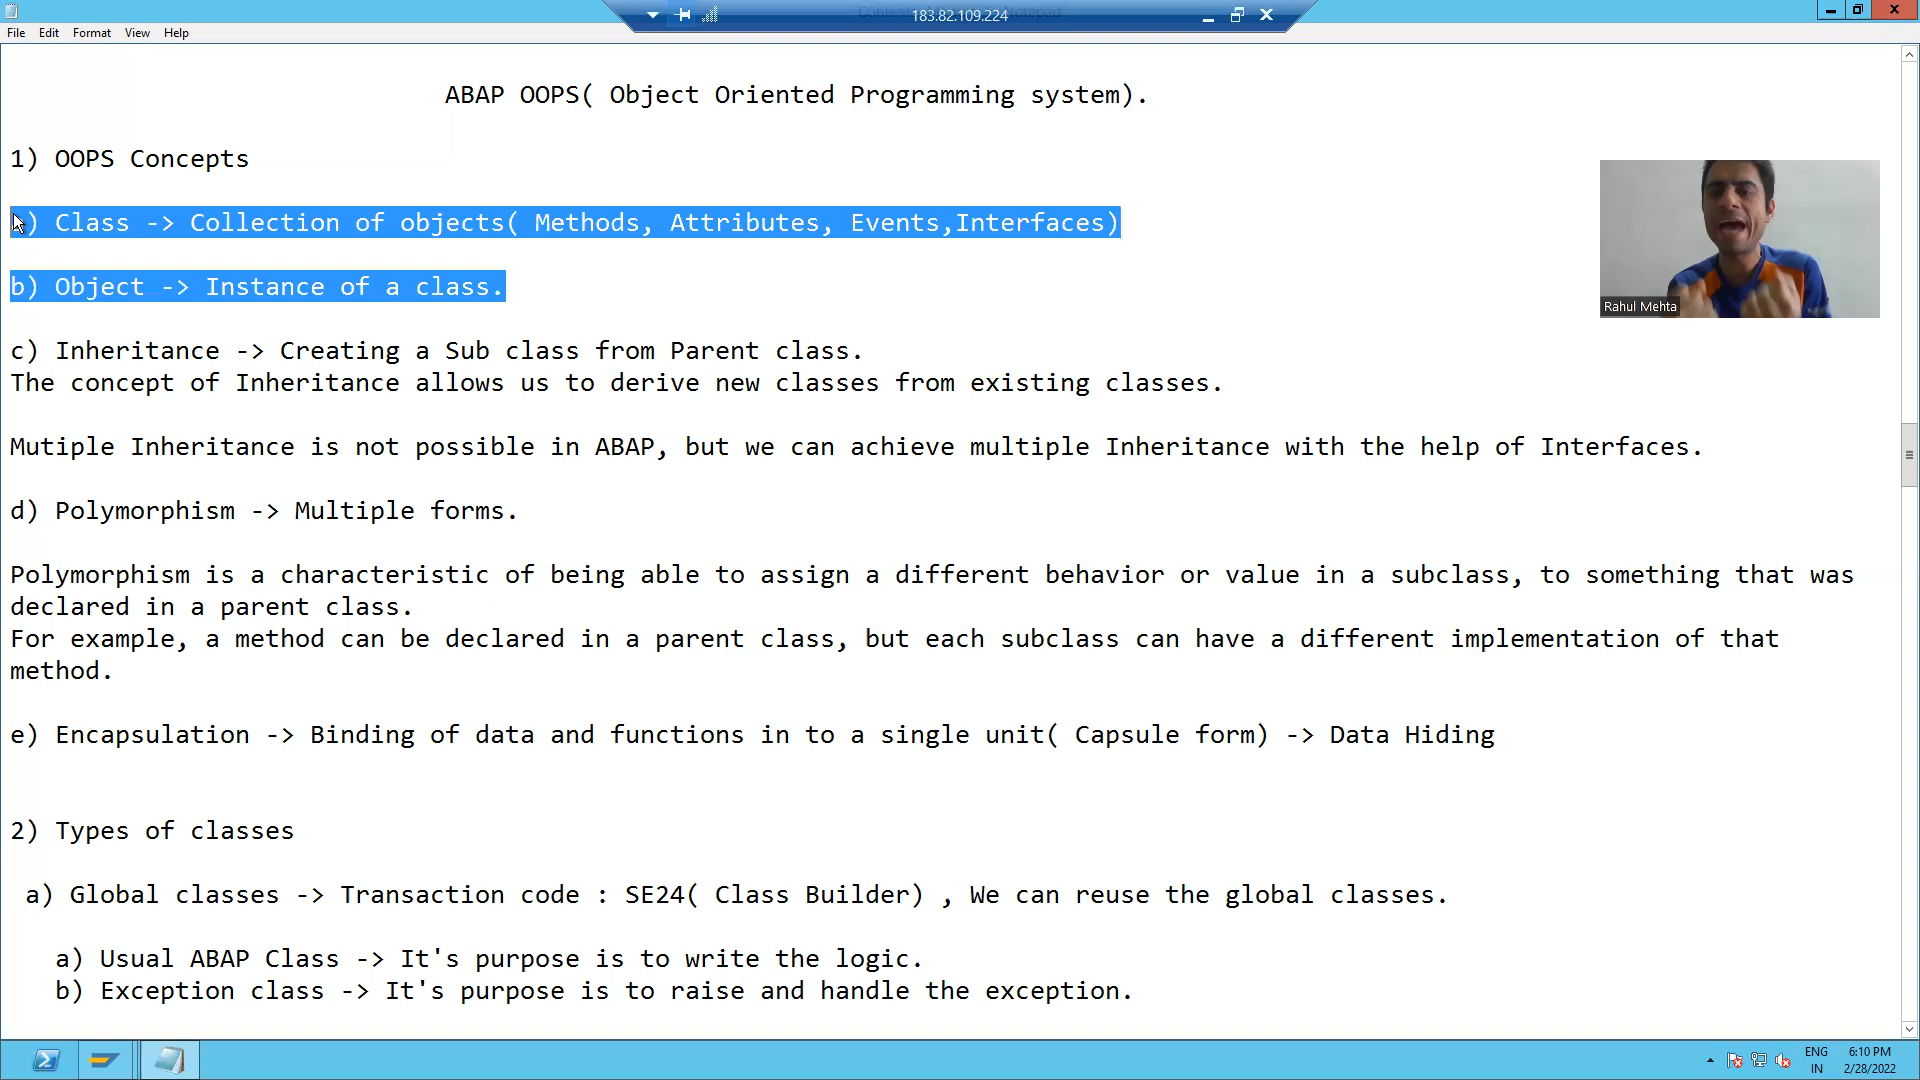 183.82.109.224
File Edit Format View Help
ABAP OOPS( Object Oriented Programming system).
1) OOPS Concepts
) Class -> Collection of objects( Methods, Attributes, Events,Interfaces)
b) Object -> Instance of a class.
Rahul Mehta
c) Inheritance -> Creating a Sub class from Parent class.
The concept of Inheritance allows us to derive new classes from existing classes.
Mutiple Inheritance is not possible in ABAP, but we can achieve multiple Inheritance with the help of Interfaces.
d) Polymorphism -> Multiple forms.
Polymorphism is a characteristic of being able to assign a different behavior or value in a subclass, to something that was
declared in a parent class.
For example, a method can be declared in a parent class, but each subclass can have a different implementation of that
method.
e) Encapsulation -> Binding of data and functions in to a single unit( Capsule form) -> Data Hiding
2) Types of classes
a) Global classes -> Transaction code : SE24( Class Builder) , We can reuse the global classes.
a) Usual ABAP Class -> It's purpose is to write the logic.
b) Exception class -> It's purpose is to raise and handle the exception.
ENG 6:10 PM
IN 2/28/2022